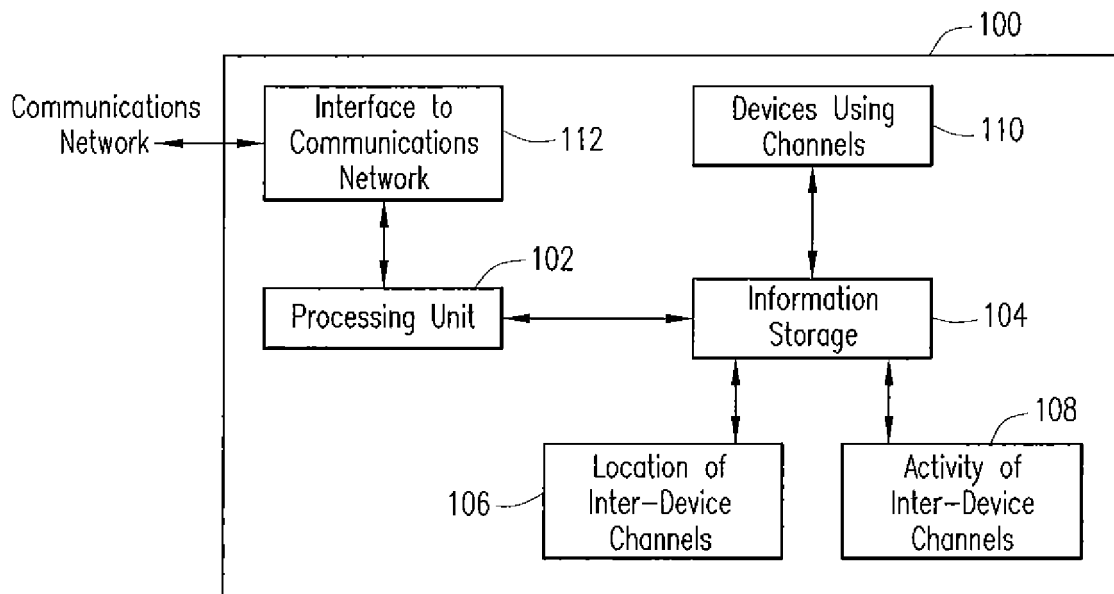 100
Communications
Network
Interface to
Communications
Network
112
Devices Using
Channels
110
102
Processing Unit
Information
Storage
104
108
106
Location of
Inter-Device
Channels
Activity of
Inter-Device
Channels